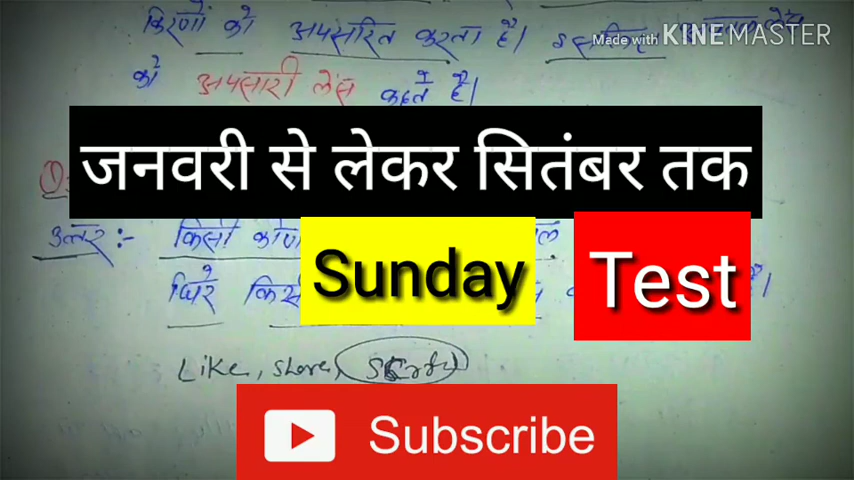 किरणों को अपसरित करता है। इसलिए
Made with KINEMASTER
को अपसारी लेंस कहते है।
जनवरी से लेकर सितंबर तक
उत्तर :- किसी
Sunday Test
घिरे
Like, Share,
Subscribe